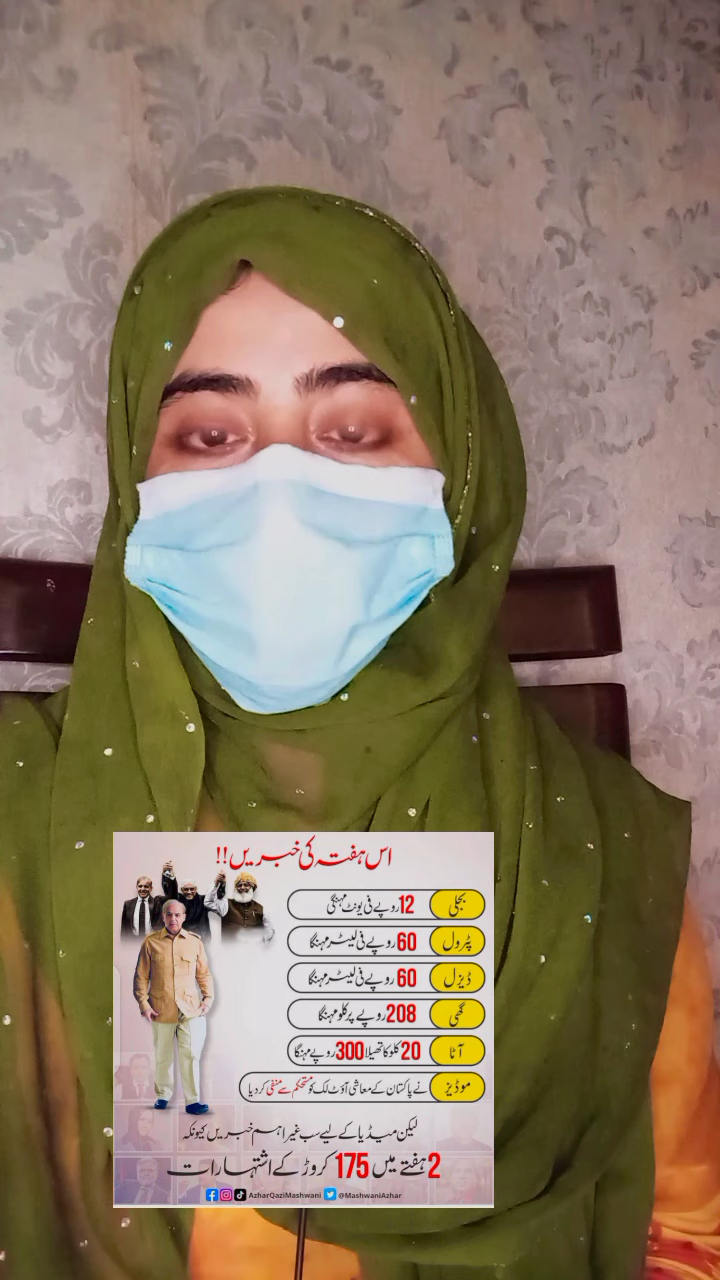 اس ہفتہ کی خبریں!!
بجلی 12 روپے فی یونٹ مہنگی
پٹرول 60 روپے فی لیٹر مہنگا
ڈیزل 60 روپے فی لیٹر مہنگا
گھی 208 روپے پر کلو مہنگا
آٹا 20 کلو کا تھیلا 300 روپے مہنگا
موڈیز نے پاکستان کے معاشی آؤٹ لک کو مستحکم سے منفی کر دیا
لیکن میڈیا کے لیے سب غیر اہم خبریں کیونکہ
2 ہفتے میں 175 کروڑ کے اشتہارات
AzharQaziMashwani @MashwaniAzhar